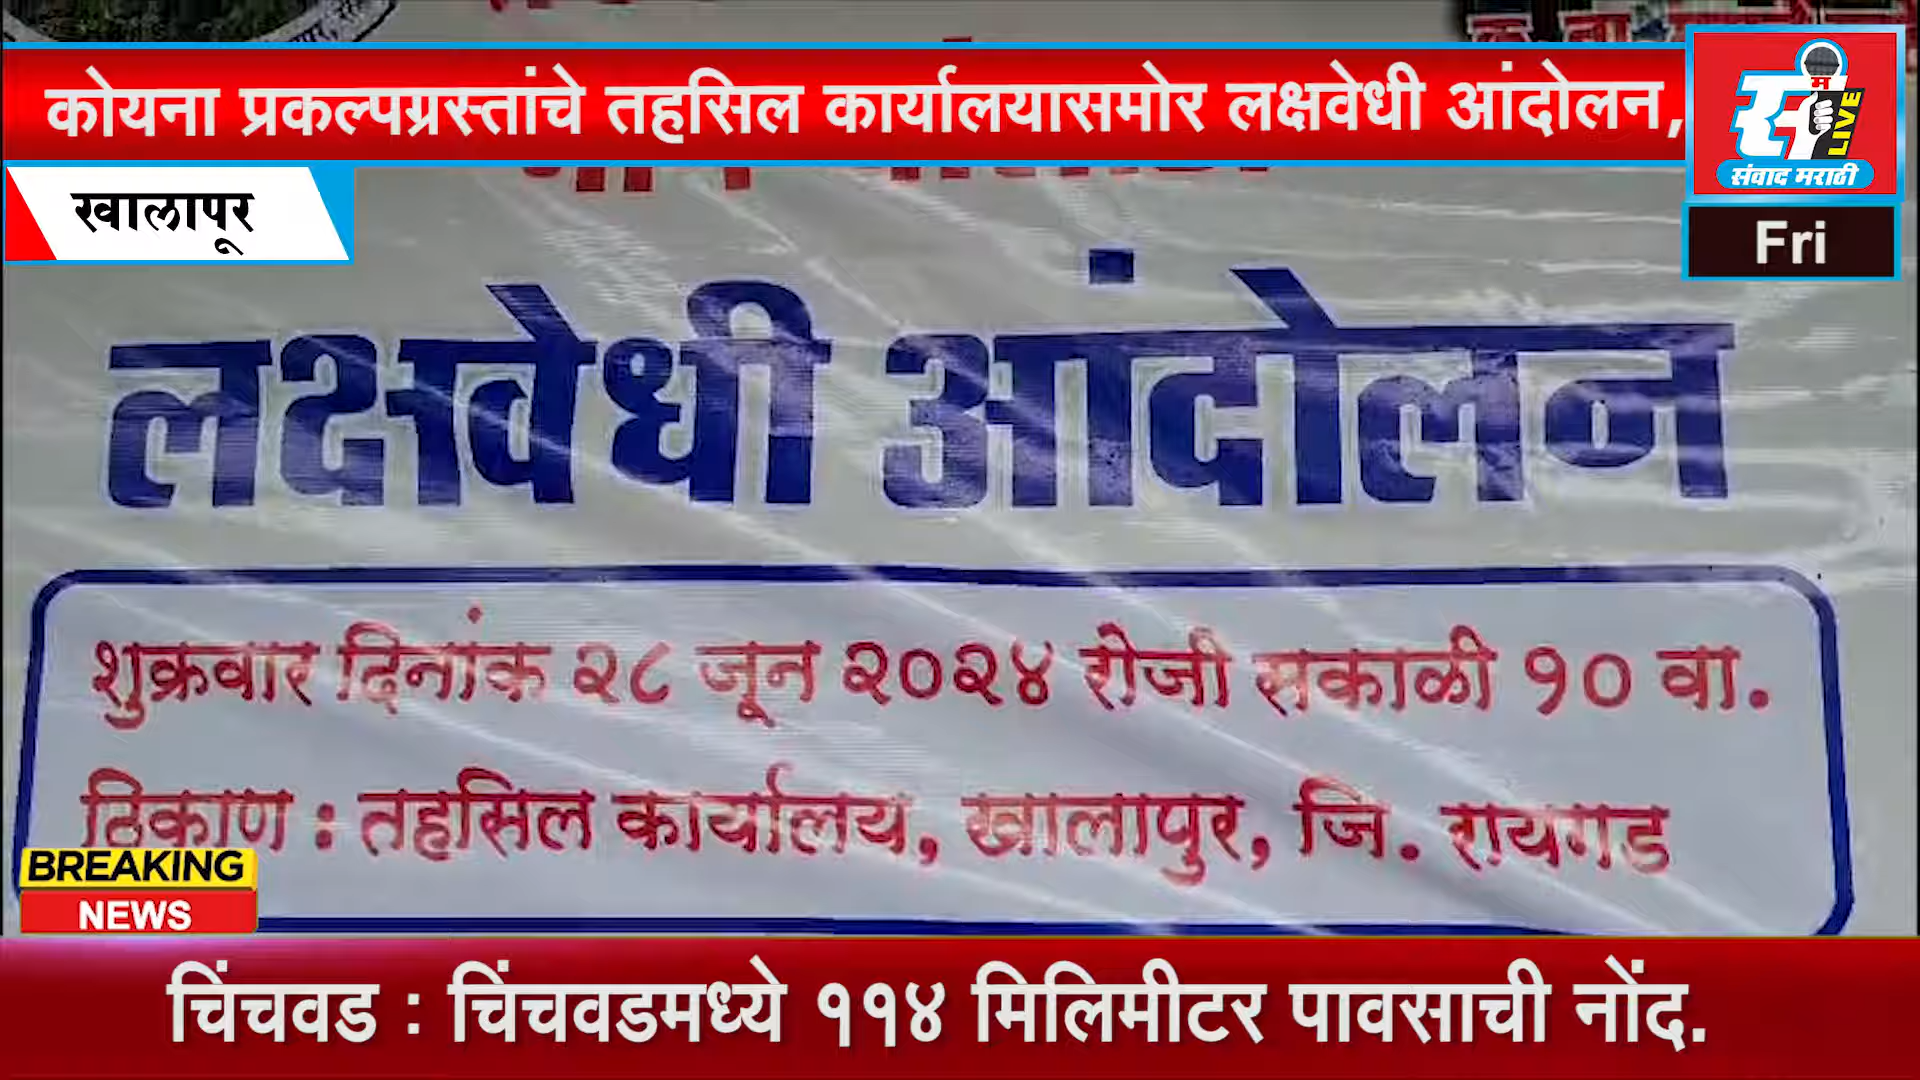 कोयना प्रकल्पग्रस्तांचे तहसिल कार्यालयासमोर लक्षवेधी आंदोलन,
स
म
LIVE
संवाद मराठी
खालापूर
Fri
लक्षवेधी आंदोलन
शुक्रवार दिनांक २८ जून २०२४ रोजी सकाळी १० वा.
ठिकाण : तहसिल कार्यालय, खालापुर, जि. रायगड
BREAKING
NEWS
चिंचवड : चिंचवडमध्ये ११४ मिलिमीटर पावसाची नोंद.